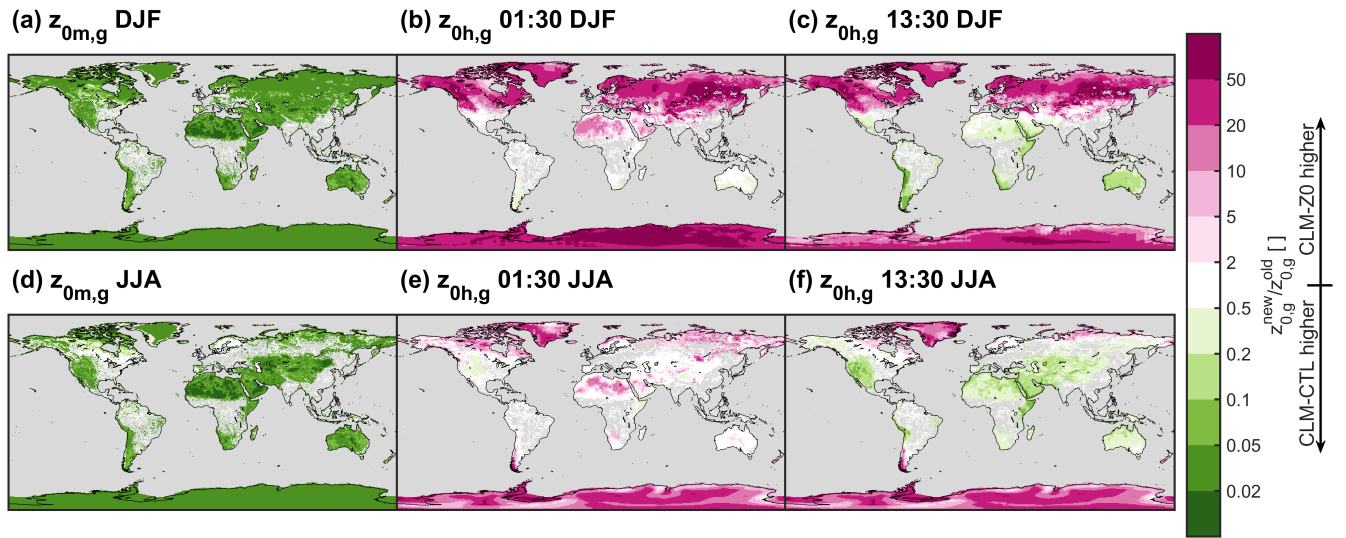 (a) z0m,g DJF
(b) z0h,g 01:30 DJF
(c) z0h,g 13:30 DJF
(d) z0m,g JJA
(e) z0h,g 01:30 JJA
(f) z0h,g 13:30 JJA
50
20
10
5
2
0.5
0.2
0.1
0.05
0.02
z0,g^new/z0,g^old [ ]
CLM-Z0 higher
CLM-CTL higher